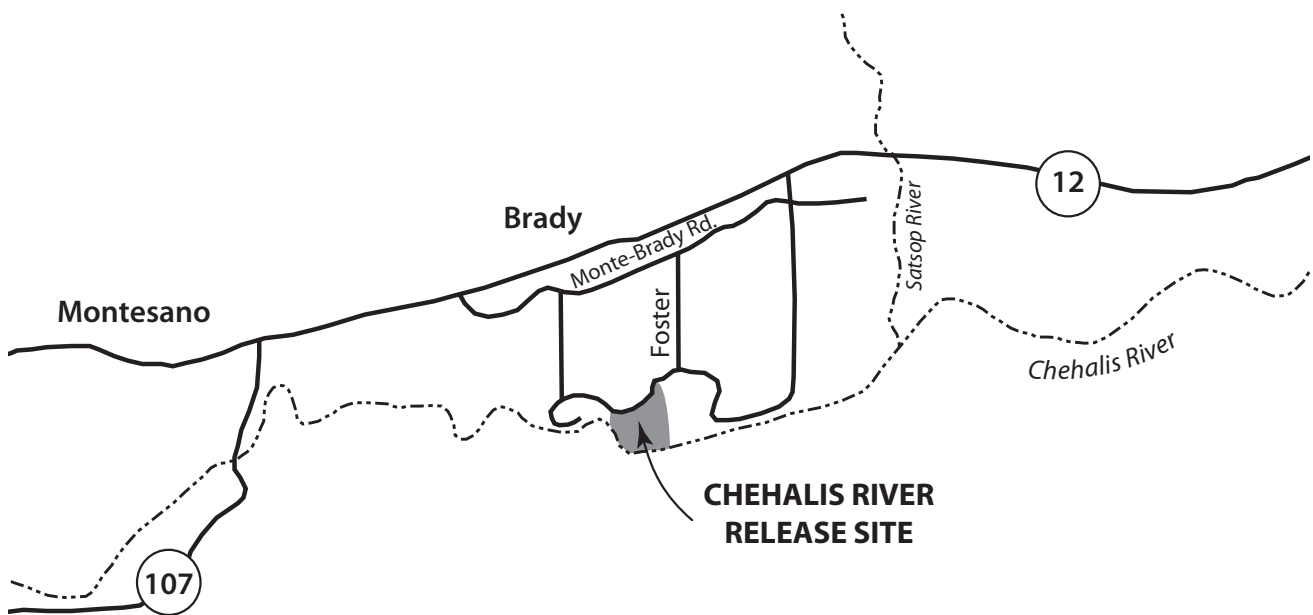 12
Satsop River
Brady
Monte-Brady Rd.
Montesano
Foster
Chehalis River
CHEHALIS RIVER
RELEASE SITE
107